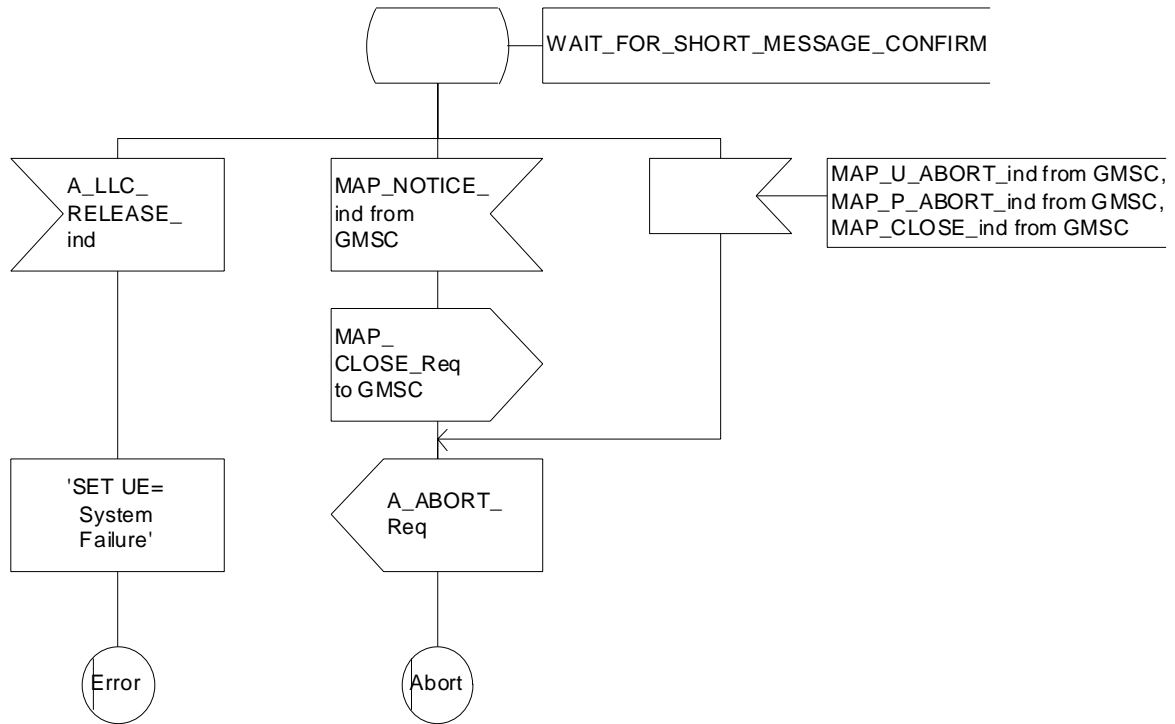 WAIT_FOR_SHORT_MESSAGE_CONFIRM
A_LLC_
RELEASE_
ind
MAP_NOTICE_
ind from
GMSC
MAP_U_ABORT_ind from GMSC,
MAP_P_ABORT_ind from GMSC,
MAP_CLOSE_ind from GMSC
MAP_
CLOSE_Req
to GMSC
'SET UE=
System
Failure'
A_ABORT_
Req
Error
Abort